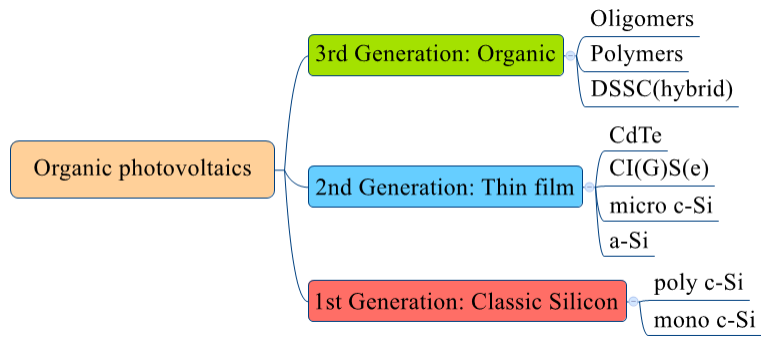 Organic photovoltaics
3rd Generation: Organic
Oligomers
Polymers
DSSC(hybrid)
2nd Generation: Thin film
CdTe
CI(G)S(e)
micro c-Si
a-Si
1st Generation: Classic Silicon
poly c-Si
mono c-Si